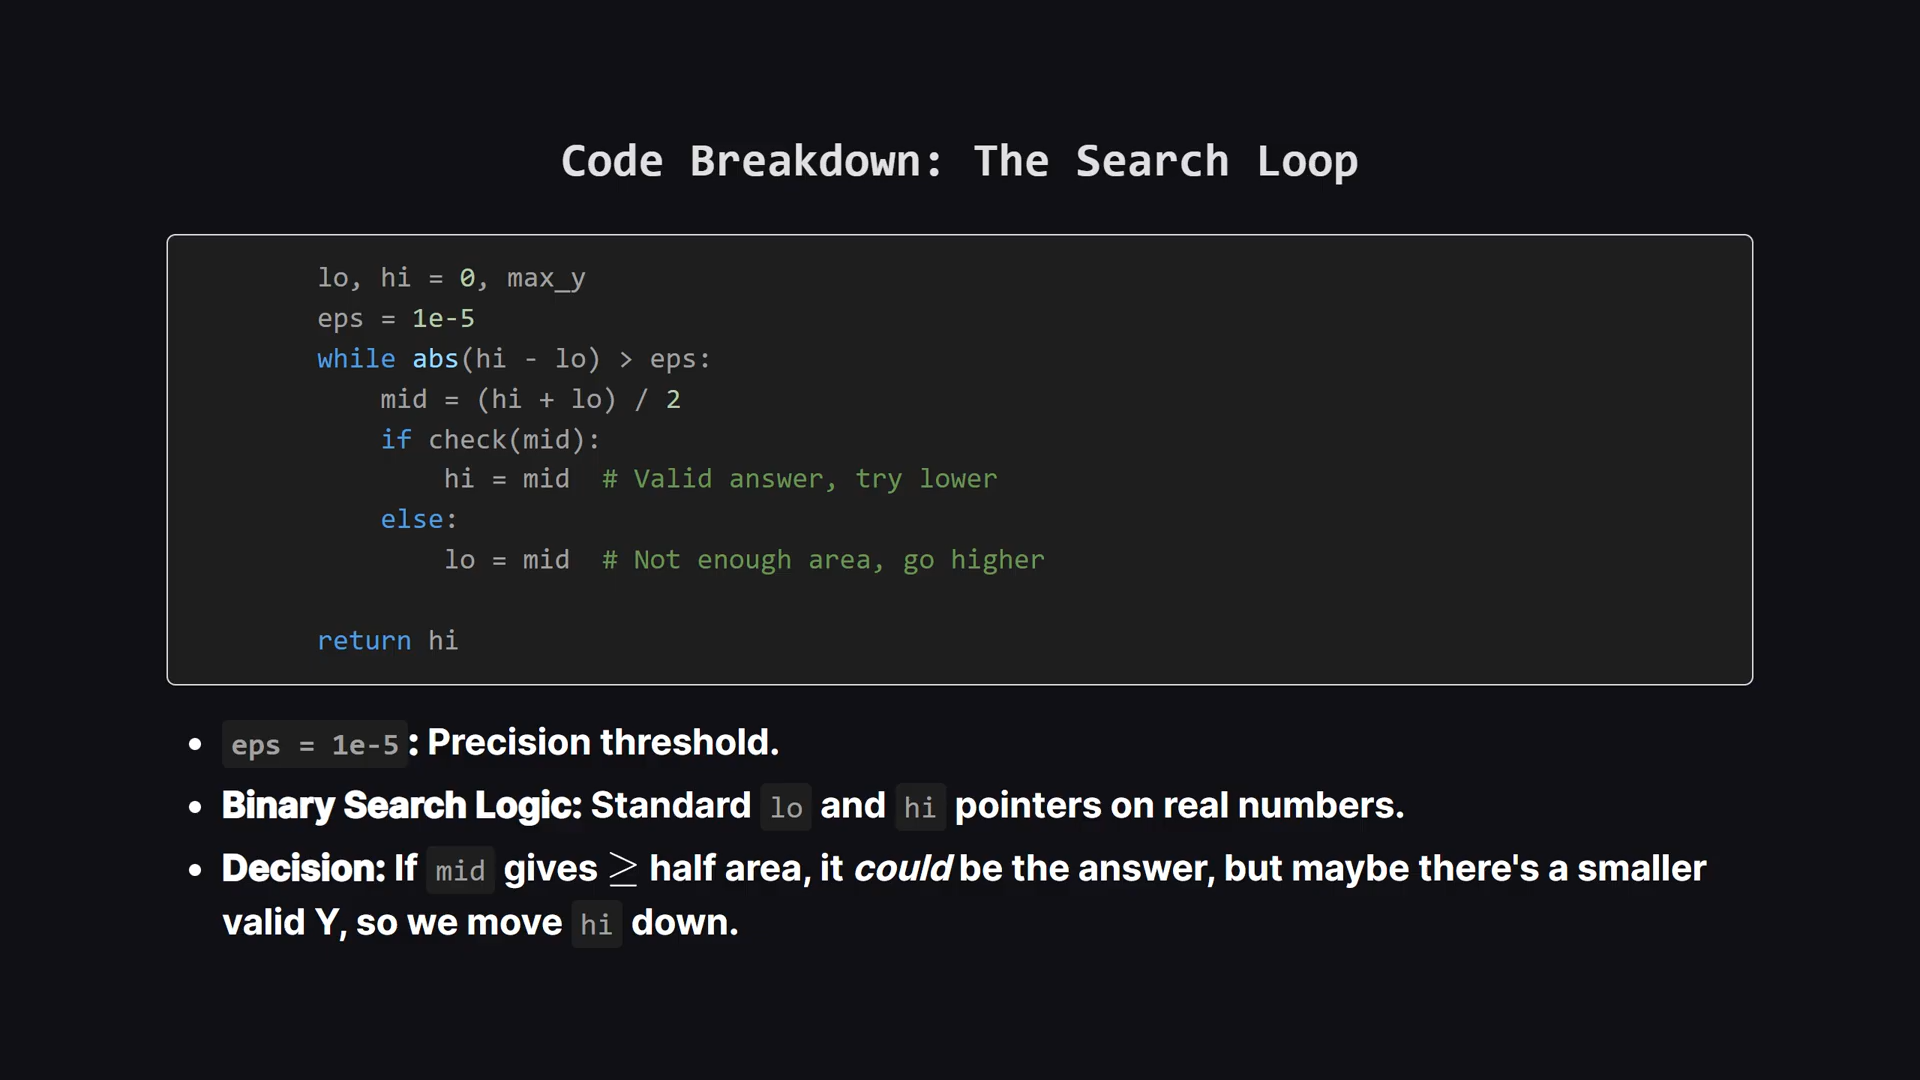 Code Breakdown: The Search Loop
lo, hi = 0, max_y
eps = 1e-5
while abs(hi - lo) > eps:
    mid = (hi + lo) / 2
    if check(mid):
        hi = mid  # Valid answer, try lower
    else:
        lo = mid  # Not enough area, go higher
return hi
• eps = 1e-5: Precision threshold.
• Binary Search Logic: Standard lo and hi pointers on real numbers.
• Decision: If mid gives ≥ half area, it could be the answer, but maybe there's a smaller
valid Y, so we move hi down.